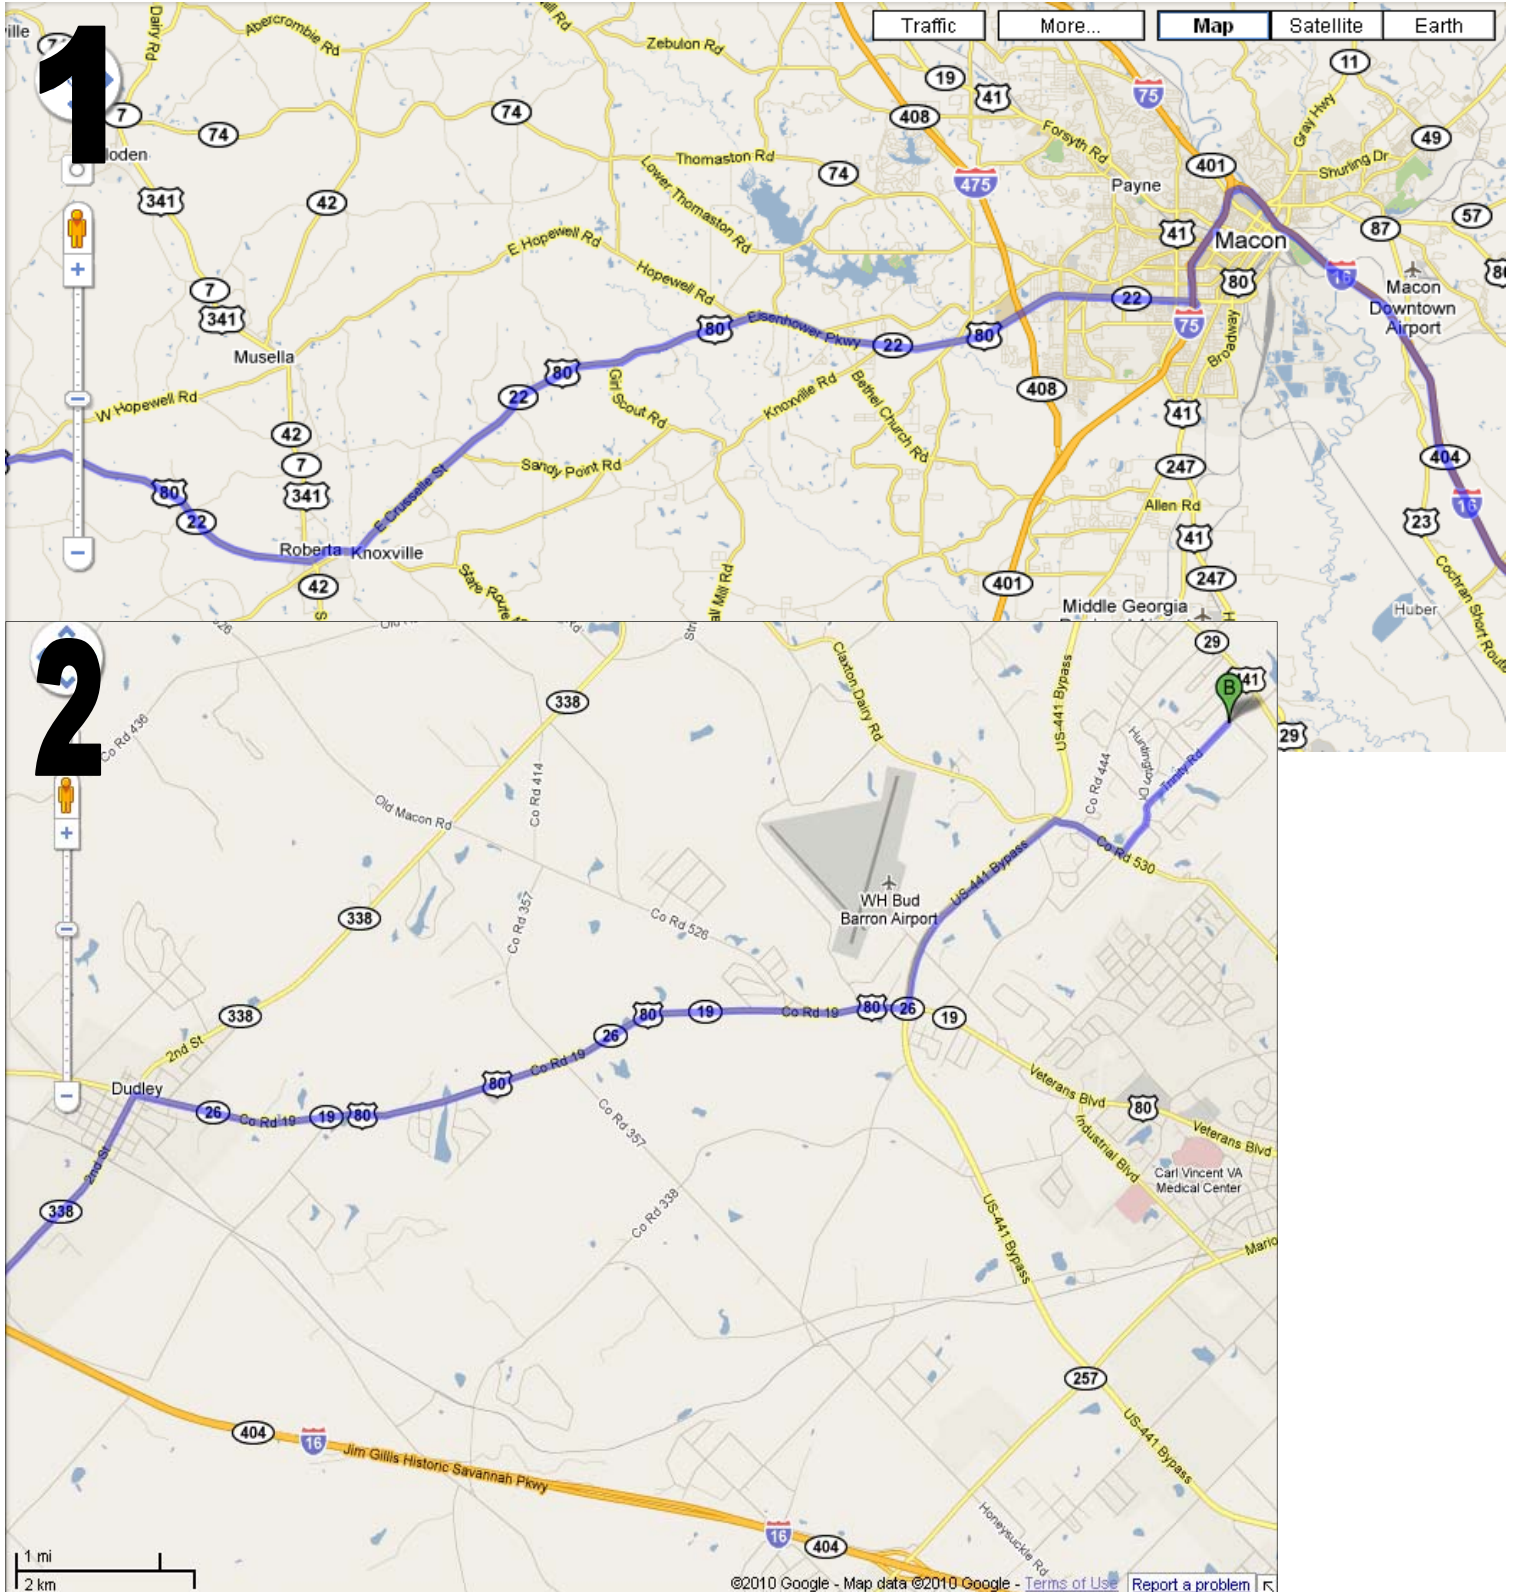 1
ville
Dairy Rd
Abercrombie Rd
Zebulon Rd
Traffic
More...
Map
Satellite
Earth
7
74
74
19
41
408
75
11
Gray Hwy
49
loden
Thomaston Rd
74
Forsyth Rd
401
Shurling Dr
341
42
Lower Thomaston Rd
475
Payne
41
Macon
87
57
E Hopewell Rd
Hopewell Rd
7
341
80
Eisenhower Pkwy
22
80
22
75
80
16
Macon
Downtown
Airport
Musella
80
22
Girl Scout Rd
Knoxville Rd
Bethel Church Rd
408
Broadway
41
W Hopewell Rd
42
7
341
Sandy Point Rd
247
404
16
80
22
E Crusselle St
Allen Rd
41
23
Roberta
Knoxville
42
State Route
401
247
Middle Georgia
Huber
Cochran Short Route
2
338
Claxton Dairy Rd
US-441 Bypass
29
441
B
29
Co Rd 436
Co Rd 414
Old Macon Rd
Co Rd 444
Huntington Dr
Trinity Rd
Co Rd 530
US-441 Bypass
WH Bud
Barron Airport
338
Co Rd 357
Co Rd 526
338
2nd St
80
19
Co Rd 19
80
26
19
26
Co Rd 19
80
Dudley
26
Co Rd 19
19
80
Veterans Blvd
80
Veterans Blvd
Industrial Blvd
Co Rd 357
2nd St
338
Carl Vincent VA
Medical Center
Co Rd 338
US-441 Bypass
257
US-441 Bypass
404
16
Jim Gillis Historic Savannah Pkwy
16
404
Honeysuckle Rd
1 mi
2 km
©2010 Google - Map data ©2010 Google - Terms of Use
Report a problem